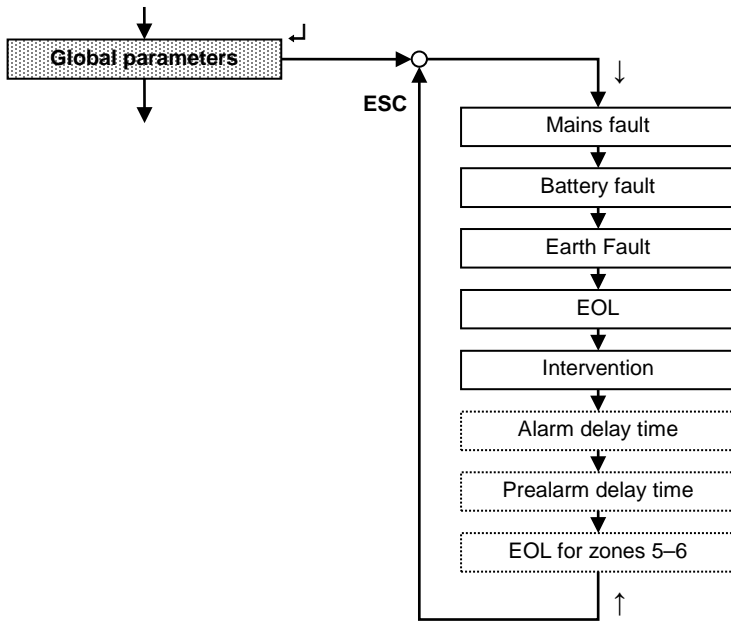 Global parameters
ESC
Mains fault
Battery fault
Earth Fault
EOL
Intervention
Alarm delay time
Prealarm delay time
EOL for zones 5–6